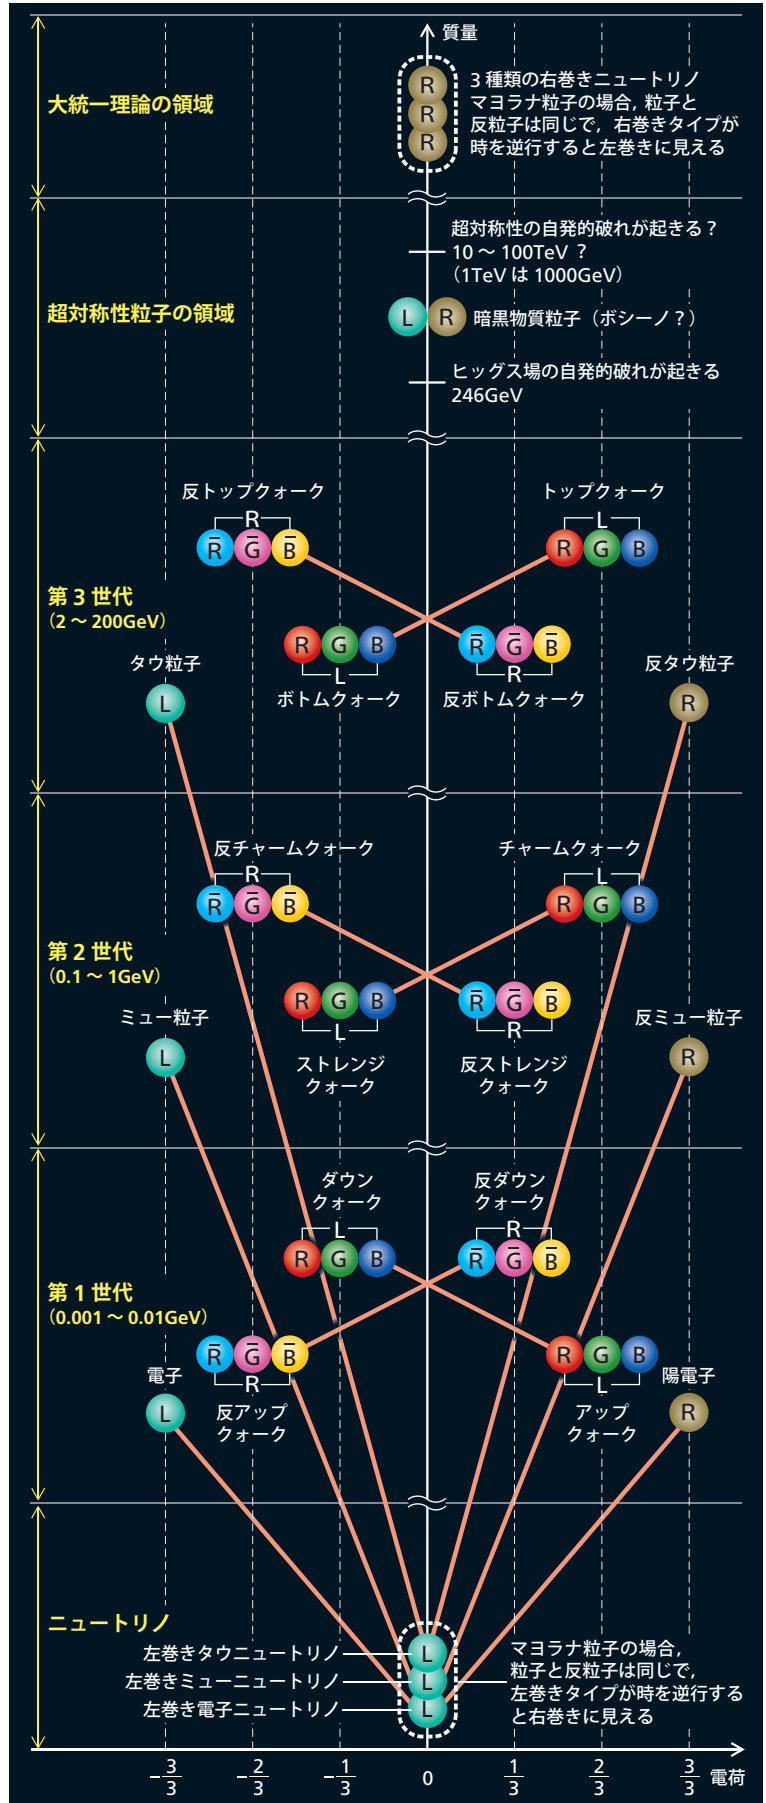 質量
大統一理論の領域
R
R
R
3種類の右巻きニュートリノ
マヨラナ粒子の場合，粒子と
反粒子は同じで，右巻きタイプが
時を逆行すると左巻きに見える
超対称性の自発的破れが起きる？
10～100TeV？
（1TeVは1000GeV）
超対称性粒子の領域
L R 暗黒物質粒子（ボシーノ？）
ヒッグス場の自発的破れが起きる
246GeV
反トップクォーク トップクォーク
R L
R̅ G̅ B̅ R G B
第3世代
（2～200GeV）
R G B R̅ G̅ B̅
L R
ボトムクォーク 反ボトムクォーク
タウ粒子 反タウ粒子
L R
反チャームクォーク チャームクォーク
R L
R̅ G̅ B̅ R G B
第2世代
（0.1～1GeV）
R G B R̅ G̅ B̅
L R
ミュー粒子 反ミュー粒子
L R
ストレンジ
クォーク
反ストレンジ
クォーク
ダウン
クォーク
反ダウン
クォーク
L R
R G B R̅ G̅ B̅
第1世代
（0.001～0.01GeV）
R̅ G̅ B̅ R G B
R L
電子 陽電子
L R
反アップ
クォーク
アップ
クォーク
ニュートリノ
左巻きタウニュートリノ L
左巻きミューニュートリノ L
左巻き電子ニュートリノ L
マヨラナ粒子の場合，
粒子と反粒子は同じで，
左巻きタイプが時を逆行する
と右巻きに見える
−3/3 −2/3 −1/3 0 1/3 2/3 3/3 電荷